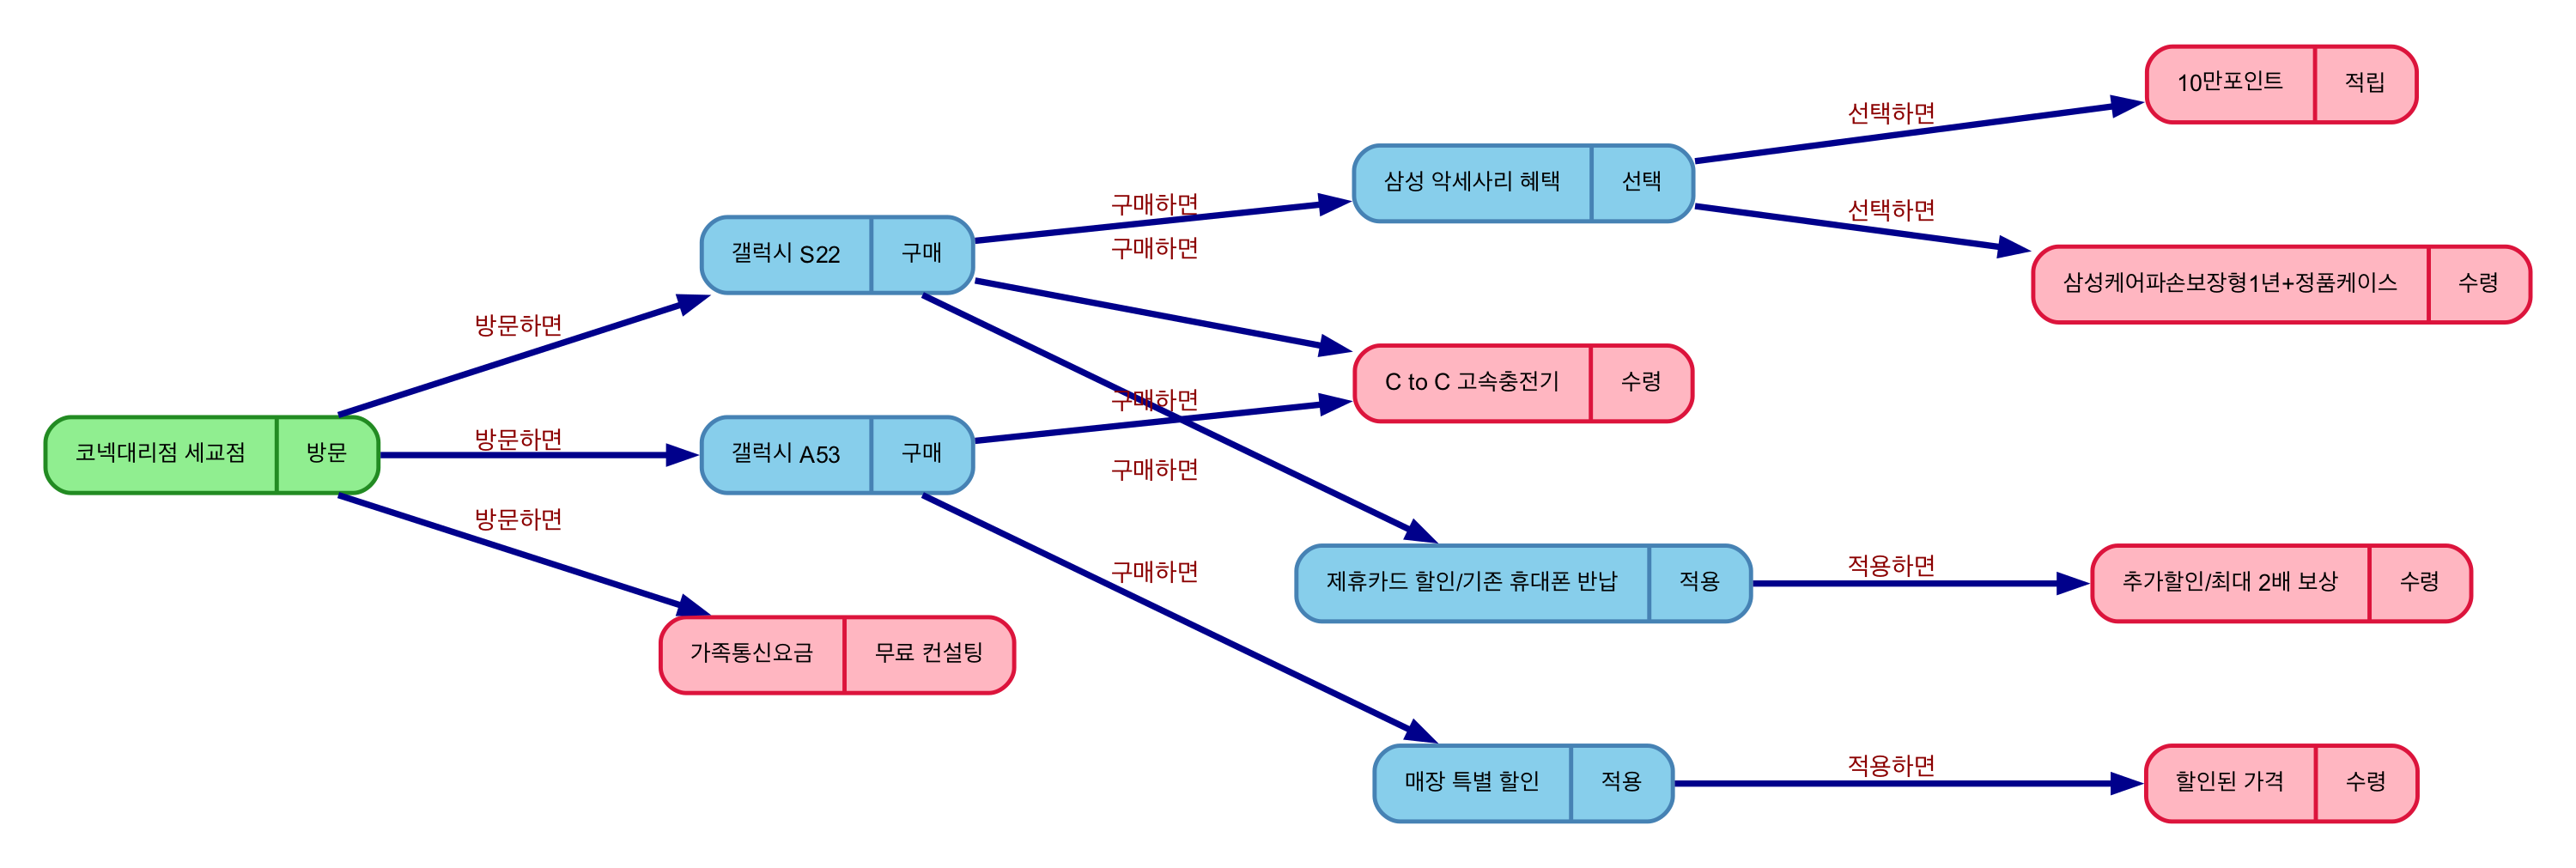 10만포인트 적립
선택하면
삼성 악세사리 혜택 선택
구매하면
선택하면
갤럭시 S22 구매
구매하면
삼성케어파손보장형1년+정품케이스 수령
방문하면
C to C 고속충전기 수령
구매하면
코넥대리점 세교점 방문
방문하면
갤럭시 A53 구매
구매하면
방문하면
구매하면
적용하면
제휴카드 할인/기존 휴대폰 반납 적용
추가할인/최대 2배 보상 수령
가족통신요금 무료 컨설팅
적용하면
매장 특별 할인 적용
할인된 가격 수령